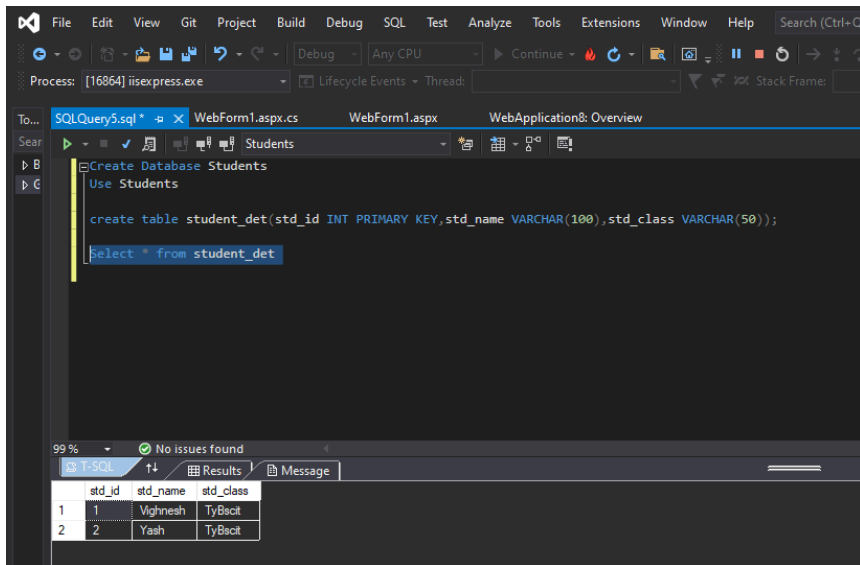 File Edit View Git Project Build Debug SQL Test Analyze Tools Extensions Window Help Search (Ctrl+Q
Debug Any CPU Continue
Process: [16864] iisexpress.exe Lifecycle Events Thread: Stack Frame:
To... SQLQuery5.sql * WebForm1.aspx.cs WebForm1.aspx WebApplication8: Overview
Sear Students
Create Database Students
Use Students
create table student_det(std_id INT PRIMARY KEY,std_name VARCHAR(100),std_class VARCHAR(50));
Select * from student_det
99 % No issues found
T-SQL Results Message
std_id std_name std_class
1 1 Vighnesh TyBscit
2 2 Yash TyBscit